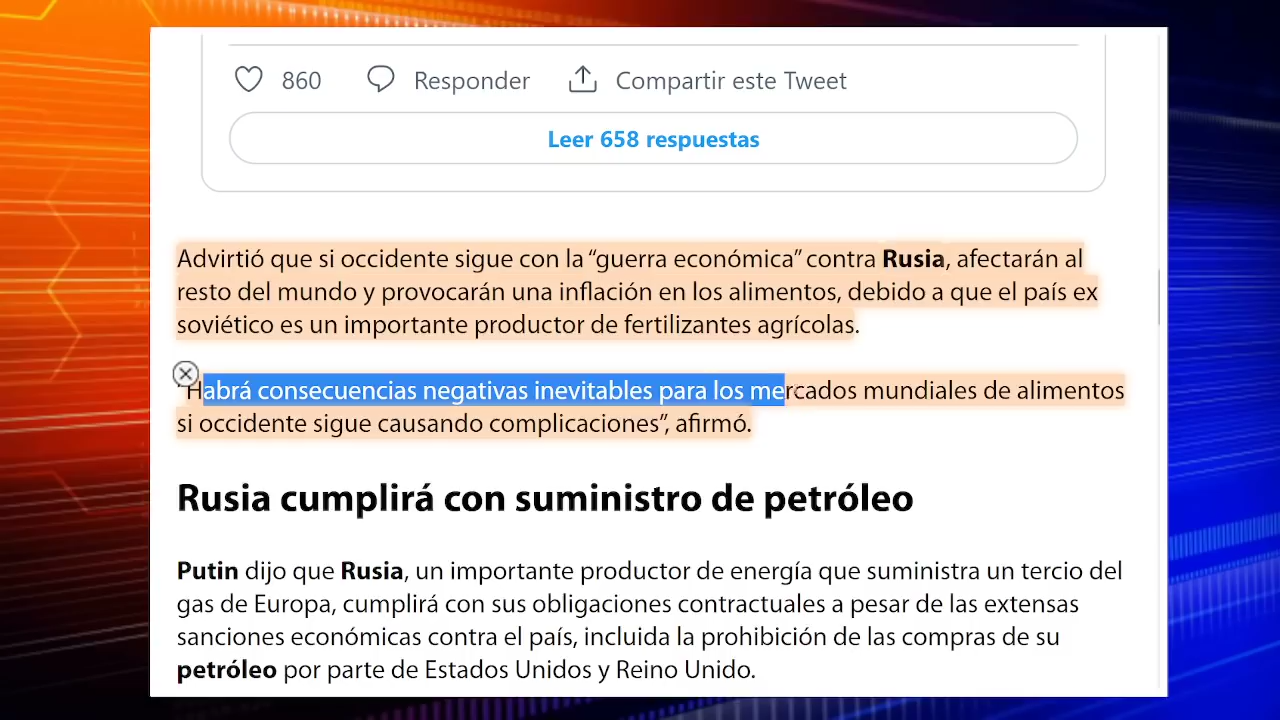 860 Responder Compartir este Tweet
Leer 658 respuestas
Advirtió que si occidente sigue con la “guerra económica” contra Rusia, afectarán al
resto del mundo y provocarán una inflación en los alimentos, debido a que el país ex
soviético es un importante productor de fertilizantes agrícolas.
“Habrá consecuencias negativas inevitables para los mercados mundiales de alimentos
si occidente sigue causando complicaciones”, afirmó.
Rusia cumplirá con suministro de petróleo
Putin dijo que Rusia, un importante productor de energía que suministra un tercio del
gas de Europa, cumplirá con sus obligaciones contractuales a pesar de las extensas
sanciones económicas contra el país, incluida la prohibición de las compras de su
petróleo por parte de Estados Unidos y Reino Unido.